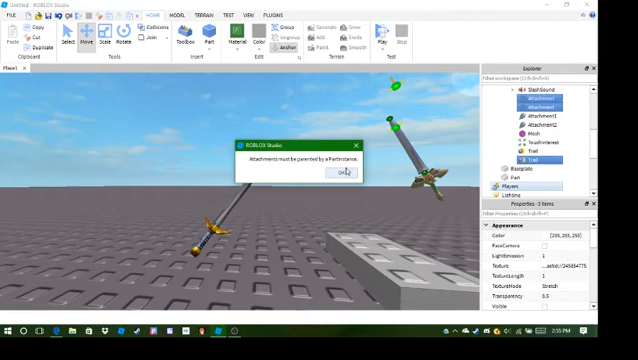 Untitled* - ROBLOX Studio
FILE
HOME
MODEL
TERRAIN
TEST
VIEW
PLUGINS
Paste
Copy
Cut
Duplicate
Clipboard
Select
Move
Scale
Rotate
Tools
Collisions
Join
Toolbox
Part
Insert
Material
Color
Group
Ungroup
Anchor
Edit
Generate
Erode
Add
Grow
Paint
Smooth
Terrain
Play
Stop
Test
Place1
Explorer
Filter workspace
SlashSound
Attachment
Attachment
Attachment1
Attachment2
Mesh
TouchInterest
Trail
Trail
Baseplate
Part
Players
Lighting
Properties - 3 items
Filter Properties
Appearance
Color
[255, 255, 255]
FaceCamera
LightEmission
1
Texture
TextureLength
1
TextureMode
Stretch
Transparency
0.5
Visible
ROBLOX Studio
Attachments must be parented by a PartInstance.
OK
2:55 PM